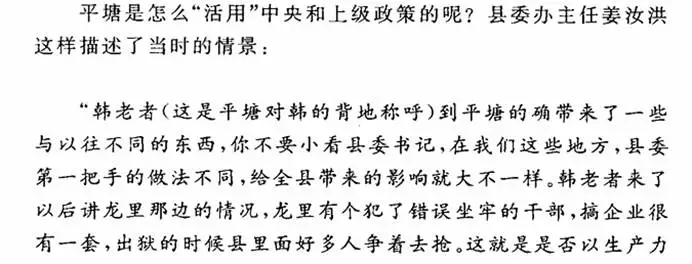 平塘是怎么“活用”中央和上级政策的呢？县委办主任姜汝洪
这样描述了当时的情景：
“韩老者(这是平塘对韩的背地称呼)到平塘的确带来了一些
与以往不同的东西，你不要小看县委书记，在我们这些地方，县委
第一把手的做法不同，给全县带来的影响就大不一样。韩老者来了
以后讲龙里那边的情况，龙里有个犯了错误坐牢的干部，搞企业很
有一套，出狱的时候县里面好多人争着去抢。这就是是否以生产力